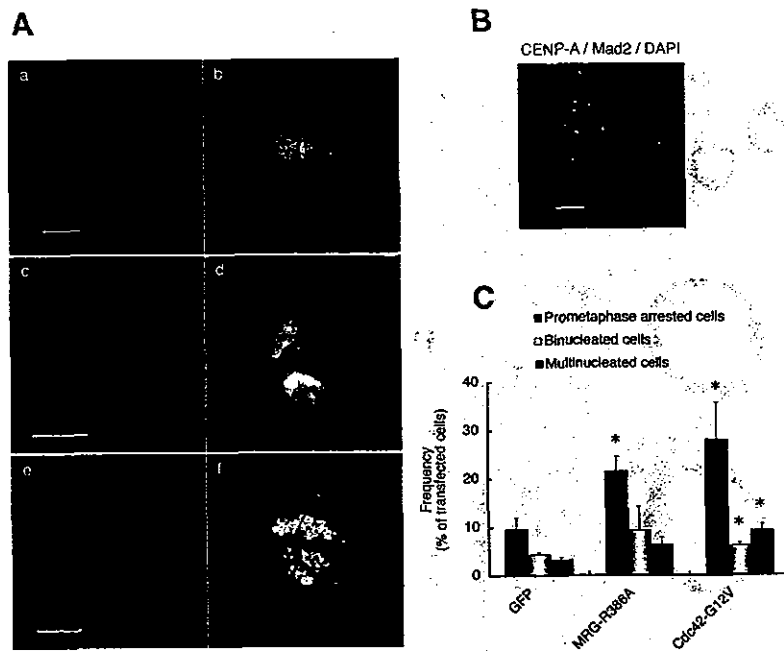 A
B
CENP-A / Mad2 / DAPI
a
b
c
d
e
f
C
Prometaphase arrested cells
Binucleated cells
Multinucleated cells
Frequency
(% of transfected cells)
40
30
20
10
0
*
*
*
*
GFP
MRG-R386A
Cdc42-G12V